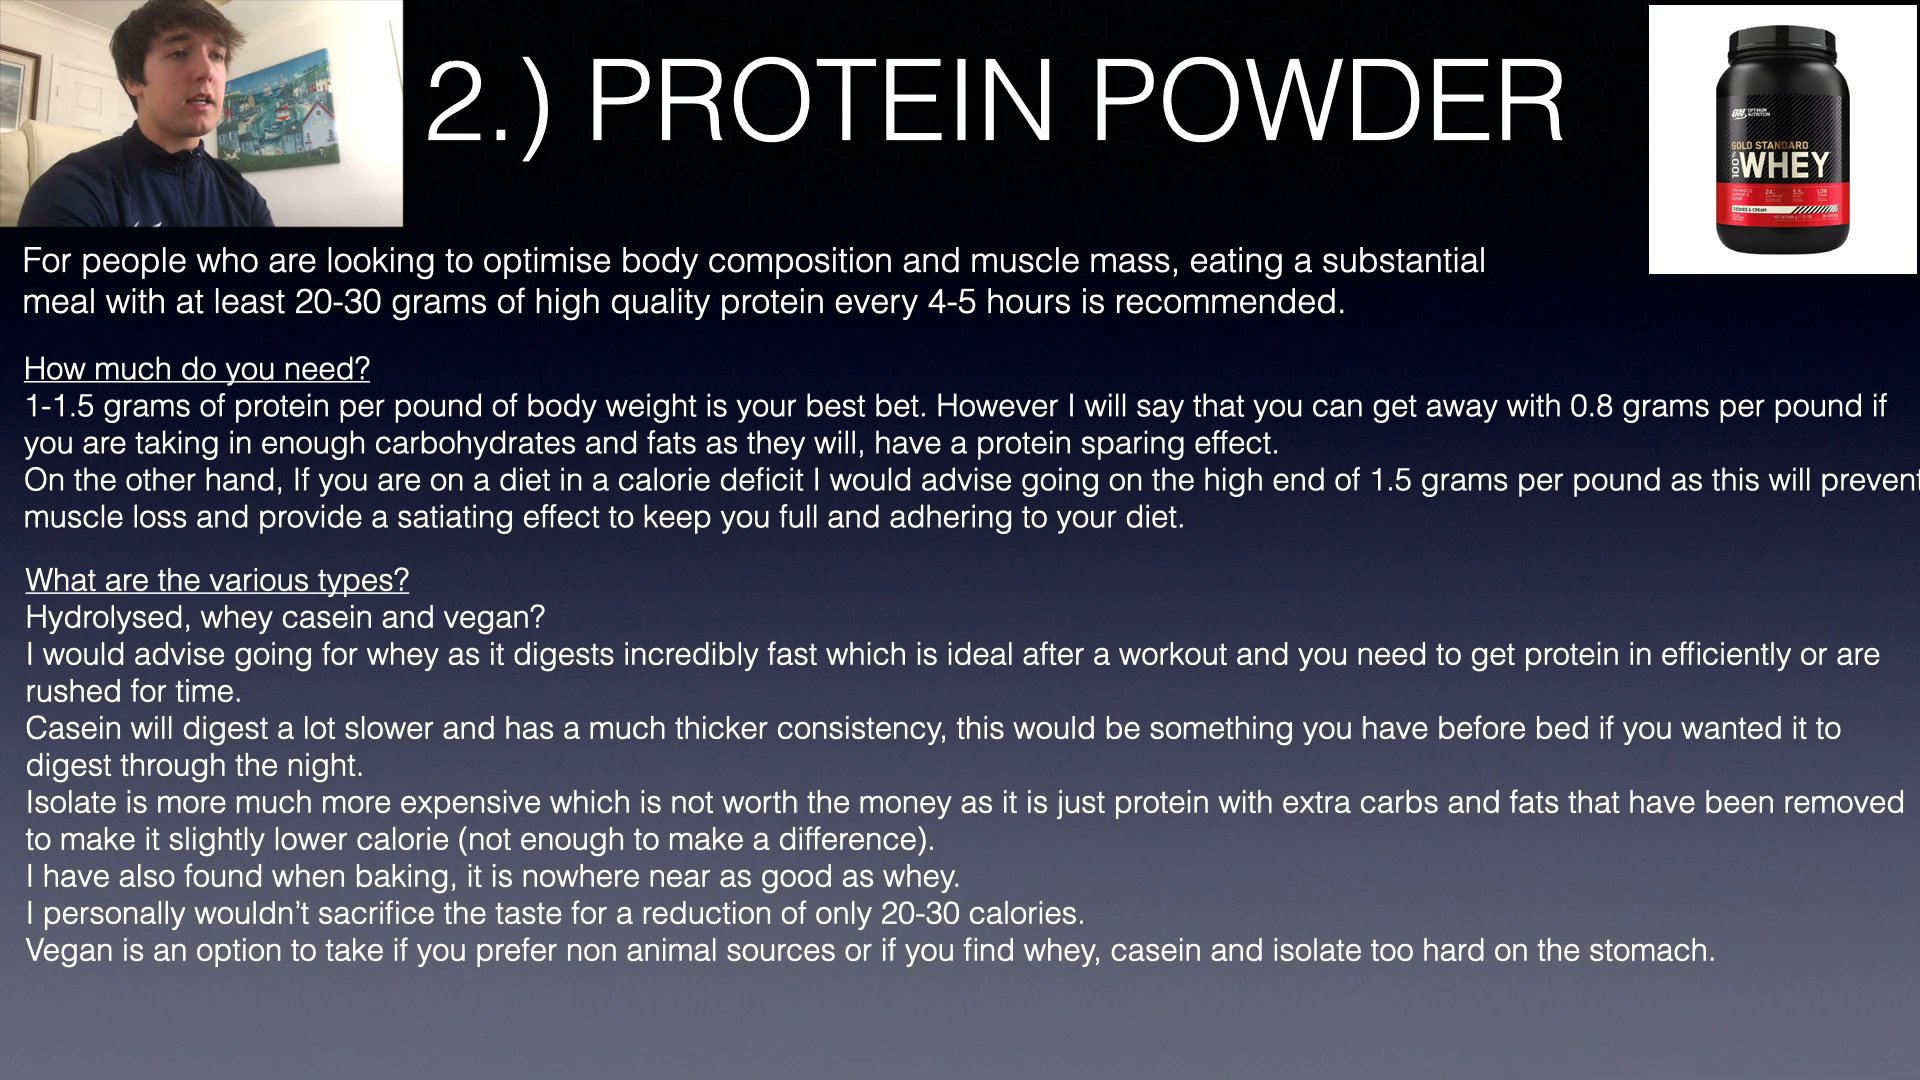 2.) PROTEIN POWDER
ON OPTIMUM NUTRITION
GOLD STANDARD
100% WHEY
COOKIES & CREAM
For people who are looking to optimise body composition and muscle mass, eating a substantial
meal with at least 20-30 grams of high quality protein every 4-5 hours is recommended.
How much do you need?
1-1.5 grams of protein per pound of body weight is your best bet. However I will say that you can get away with 0.8 grams per pound if
you are taking in enough carbohydrates and fats as they will, have a protein sparing effect.
On the other hand, If you are on a diet in a calorie deficit I would advise going on the high end of 1.5 grams per pound as this will prevent
muscle loss and provide a satiating effect to keep you full and adhering to your diet.
What are the various types?
Hydrolysed, whey casein and vegan?
I would advise going for whey as it digests incredibly fast which is ideal after a workout and you need to get protein in efficiently or are
rushed for time.
Casein will digest a lot slower and has a much thicker consistency, this would be something you have before bed if you wanted it to
digest through the night.
Isolate is more much more expensive which is not worth the money as it is just protein with extra carbs and fats that have been removed
to make it slightly lower calorie (not enough to make a difference).
I have also found when baking, it is nowhere near as good as whey.
I personally wouldn’t sacrifice the taste for a reduction of only 20-30 calories.
Vegan is an option to take if you prefer non animal sources or if you find whey, casein and isolate too hard on the stomach.